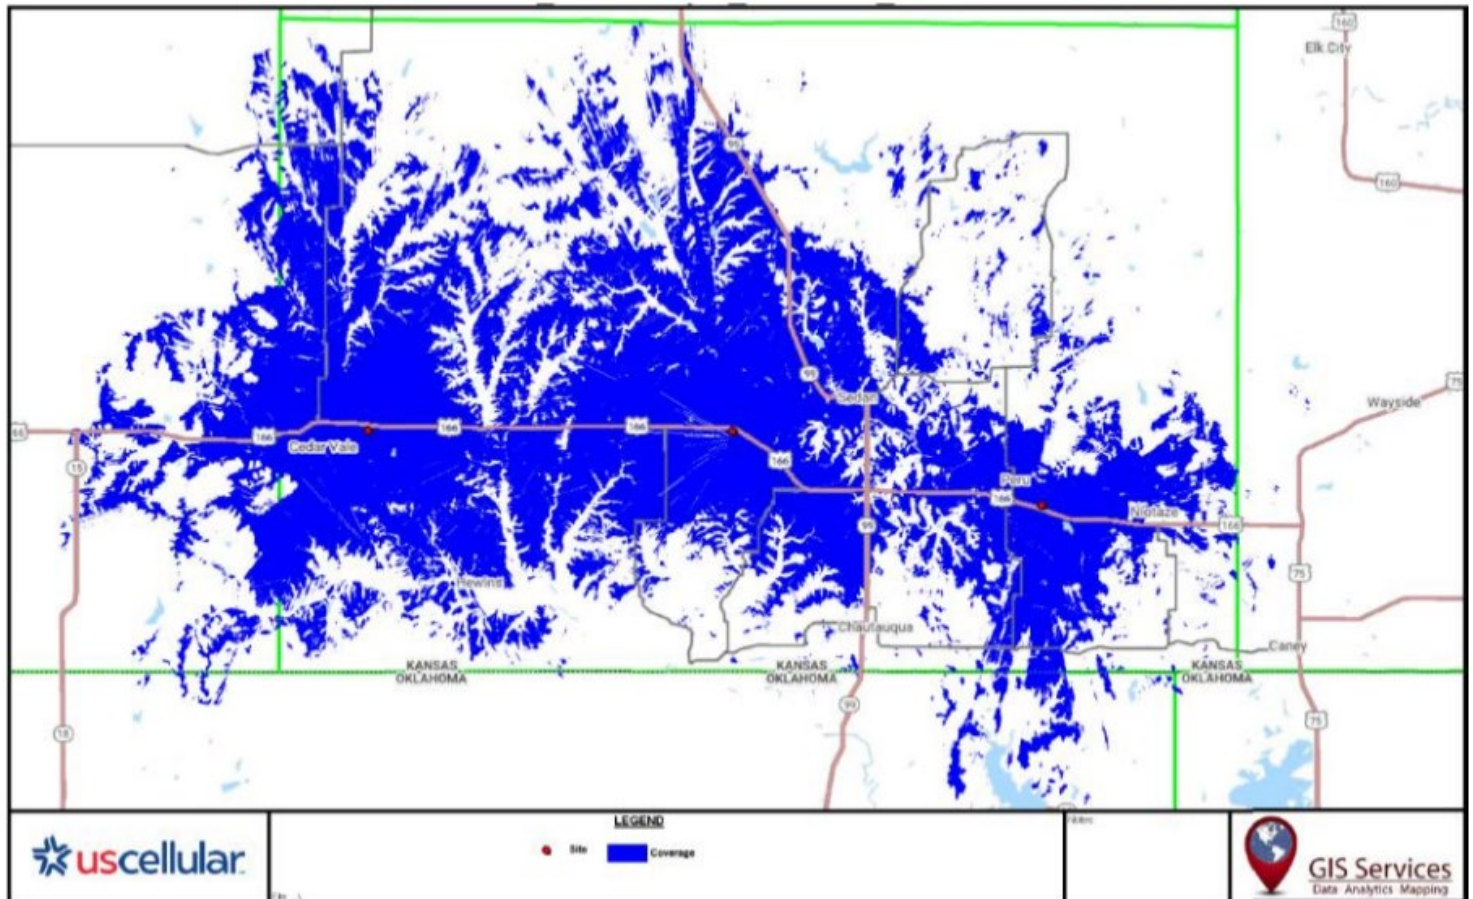 160
Elk City
99
160
75
Wayside
99
Sedan
166
166
166
Cedar Vale
15
166
Peru
166
Niotaze
166
99
75
Hewins
Chautauqua
Caney
KANSAS
OKLAHOMA
KANSAS
OKLAHOMA
KANSAS
OKLAHOMA
99
75
LEGEND
Site
Coverage
uscellular
GIS Services
Data Analytics Mapping